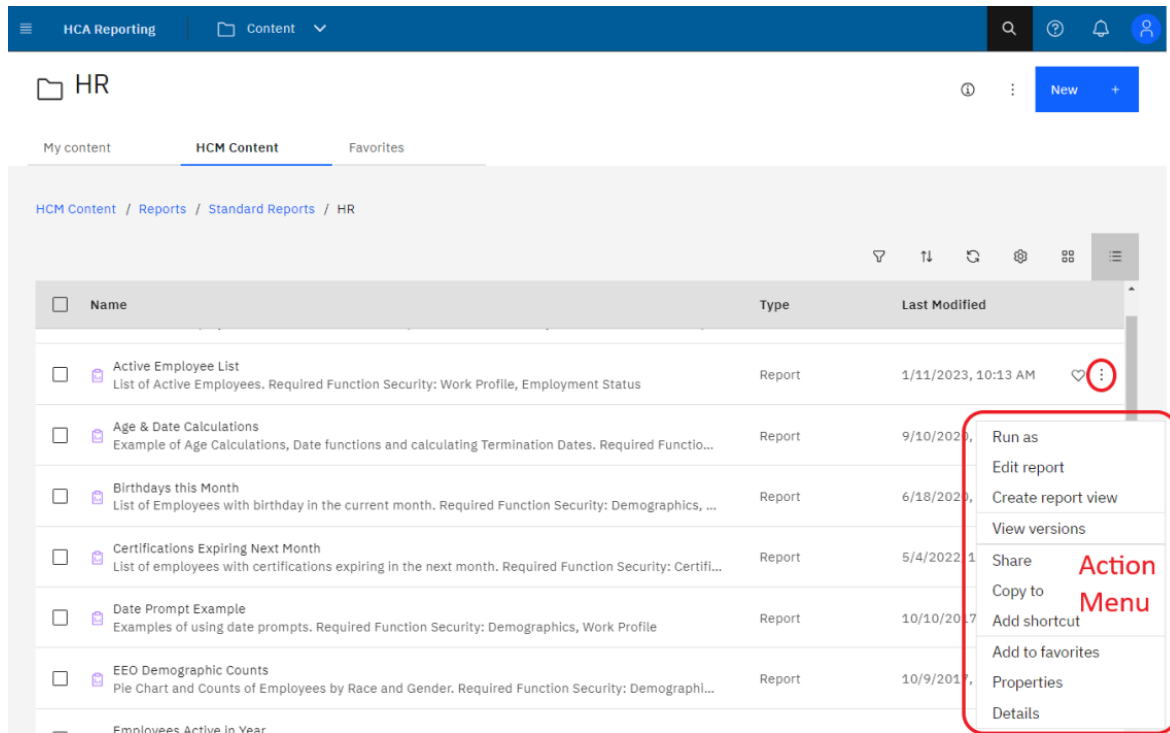 HCA Reporting Content
HR
New +
My content HCM Content Favorites
HCM Content / Reports / Standard Reports / HR
Name Type Last Modified
Active Employee List
List of Active Employees. Required Function Security: Work Profile, Employment Status
Report 1/11/2023, 10:13 AM
Age & Date Calculations
Example of Age Calculations, Date functions and calculating Termination Dates. Required Functio...
Report 9/10/2020,
Birthdays this Month
List of Employees with birthday in the current month. Required Function Security: Demographics, ...
Report 6/18/2020,
Certifications Expiring Next Month
List of employees with certifications expiring in the next month. Required Function Security: Certifi...
Report 5/4/2022, 1
Date Prompt Example
Examples of using date prompts. Required Function Security: Demographics, Work Profile
Report 10/10/2017
EEO Demographic Counts
Pie Chart and Counts of Employees by Race and Gender. Required Function Security: Demographi...
Report 10/9/2017,
Employees Active in Year
Run as
Edit report
Create report view
View versions
Share
Copy to
Add shortcut
Add to favorites
Properties
Details
Action
Menu